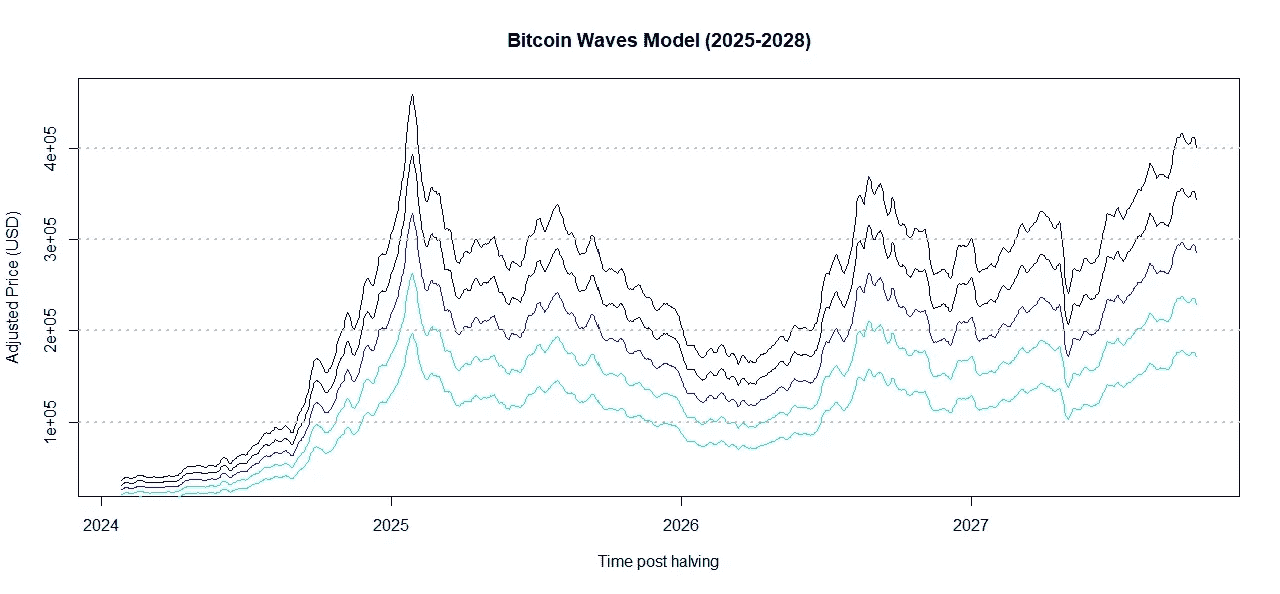 Bitcoin Waves Model (2025-2028)
Adjusted Price (USD)
4e+05
3e+05
2e+05
1e+05
2024 2025 2026 2027
Time post halving